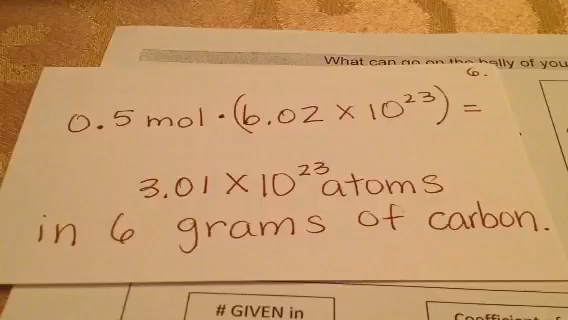 What can go on the belly of you
6.
0.5 mol · (6.02 X 10²³) =
3.01 X 10²³ atoms
in 6 grams of carbon.
# GIVEN in